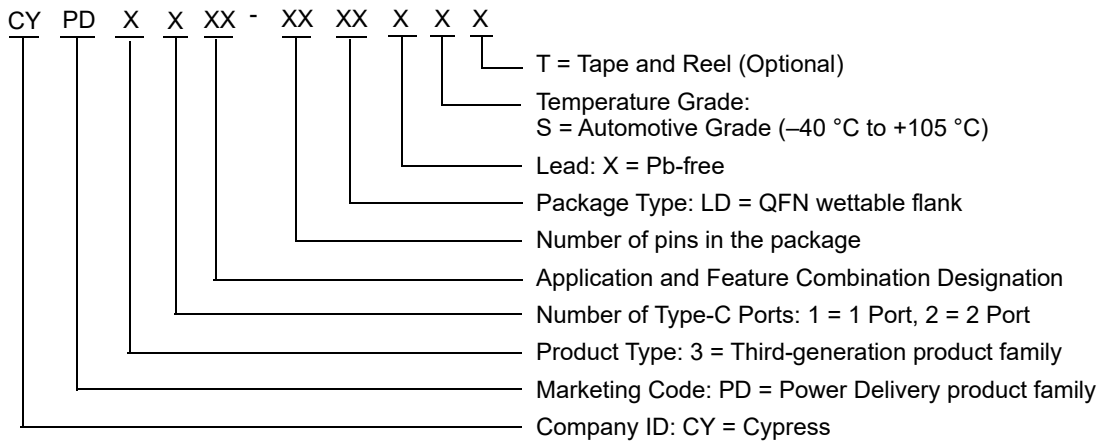 CY PD X X XX - XX XX X X X
T = Tape and Reel (Optional)
Temperature Grade:
S = Automotive Grade (–40 °C to +105 °C)
Lead: X = Pb-free
Package Type: LD = QFN wettable flank
Number of pins in the package
Application and Feature Combination Designation
Number of Type-C Ports: 1 = 1 Port, 2 = 2 Port
Product Type: 3 = Third-generation product family
Marketing Code: PD = Power Delivery product family
Company ID: CY = Cypress